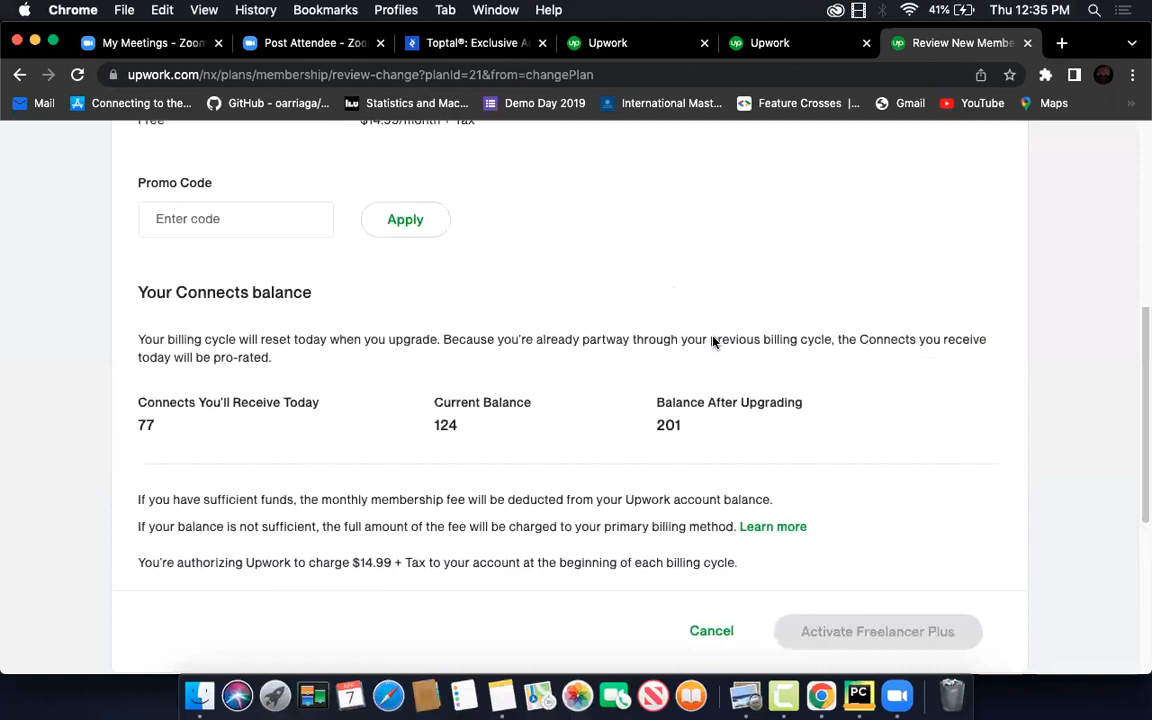 Chrome File Edit View History Bookmarks Profiles Tab Window Help 41% Thu 12:35 PM
My Meetings - Zoom Post Attendee - Zoo Toptal®: Exclusive A Upwork Upwork Review New Membe
upwork.com/nx/plans/membership/review-change?planId=21&from=changePlan
Mail Connecting to the... GitHub - oarriaga/... Statistics and Mac... Demo Day 2019 International Mast... Feature Crosses |... Gmail YouTube Maps
Free $14.99/month + Tax
Promo Code
Enter code Apply
Your Connects balance
Your billing cycle will reset today when you upgrade. Because you're already partway through your previous billing cycle, the Connects you receive
today will be pro-rated.
Connects You'll Receive Today Current Balance Balance After Upgrading
77 124 201
If you have sufficient funds, the monthly membership fee will be deducted from your Upwork account balance.
If your balance is not sufficient, the full amount of the fee will be charged to your primary billing method. Learn more
You're authorizing Upwork to charge $14.99 + Tax to your account at the beginning of each billing cycle.
Cancel Activate Freelancer Plus
7 PC